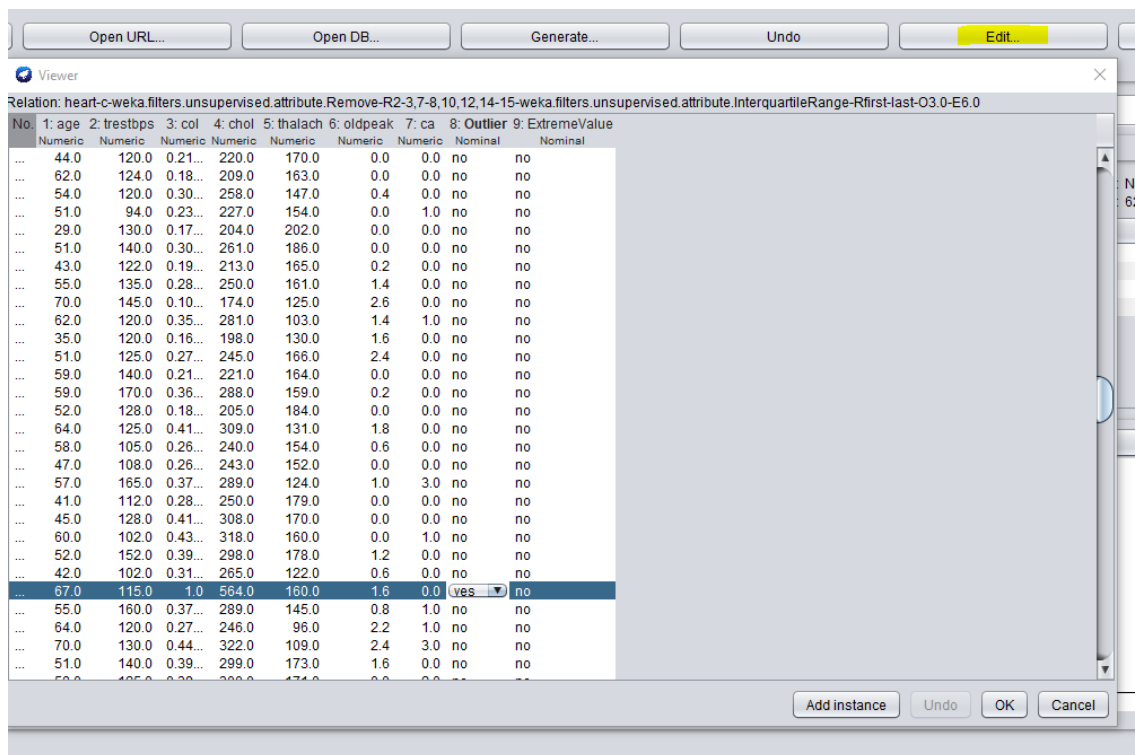 Open URL... Open DB... Generate... Undo Edit...
Viewer
Relation: heart-c-weka.filters.unsupervised.attribute.Remove-R2-3,7-8,10,12,14-15-weka.filters.unsupervised.attribute.InterquartileRange-Rfirst-last-O3.0-E6.0
No. 1: age 2: trestbps 3: col 4: chol 5: thalach 6: oldpeak 7: ca 8: Outlier 9: ExtremeValue
Numeric Numeric Numeric Numeric Numeric Numeric Numeric Nominal Nominal
... 44.0 120.0 0.21... 220.0 170.0 0.0 0.0 no no
... 62.0 124.0 0.18... 209.0 163.0 0.0 0.0 no no
... 54.0 120.0 0.30... 258.0 147.0 0.4 0.0 no no
... 51.0 94.0 0.23... 227.0 154.0 0.0 1.0 no no
... 29.0 130.0 0.17... 204.0 202.0 0.0 0.0 no no
... 51.0 140.0 0.30... 261.0 186.0 0.0 0.0 no no
... 43.0 122.0 0.19... 213.0 165.0 0.2 0.0 no no
... 55.0 135.0 0.28... 250.0 161.0 1.4 0.0 no no
... 70.0 145.0 0.10... 174.0 125.0 2.6 0.0 no no
... 62.0 120.0 0.35... 281.0 103.0 1.4 1.0 no no
... 35.0 120.0 0.16... 198.0 130.0 1.6 0.0 no no
... 51.0 125.0 0.27... 245.0 166.0 2.4 0.0 no no
... 59.0 140.0 0.21... 221.0 164.0 0.0 0.0 no no
... 59.0 170.0 0.36... 288.0 159.0 0.2 0.0 no no
... 52.0 128.0 0.18... 205.0 184.0 0.0 0.0 no no
... 64.0 125.0 0.41... 309.0 131.0 1.8 0.0 no no
... 58.0 105.0 0.26... 240.0 154.0 0.6 0.0 no no
... 47.0 108.0 0.26... 243.0 152.0 0.0 0.0 no no
... 57.0 165.0 0.37... 289.0 124.0 1.0 3.0 no no
... 41.0 112.0 0.28... 250.0 179.0 0.0 0.0 no no
... 45.0 128.0 0.41... 308.0 170.0 0.0 0.0 no no
... 60.0 102.0 0.43... 318.0 160.0 0.0 1.0 no no
... 52.0 152.0 0.39... 298.0 178.0 1.2 0.0 no no
... 42.0 102.0 0.31... 265.0 122.0 0.6 0.0 no no
... 67.0 115.0 1.0 564.0 160.0 1.6 0.0 yes no
... 55.0 160.0 0.37... 289.0 145.0 0.8 1.0 no no
... 64.0 120.0 0.27... 246.0 96.0 2.2 1.0 no no
... 70.0 130.0 0.44... 322.0 109.0 2.4 3.0 no no
... 51.0 140.0 0.39... 299.0 173.0 1.6 0.0 no no
Add instance Undo OK Cancel